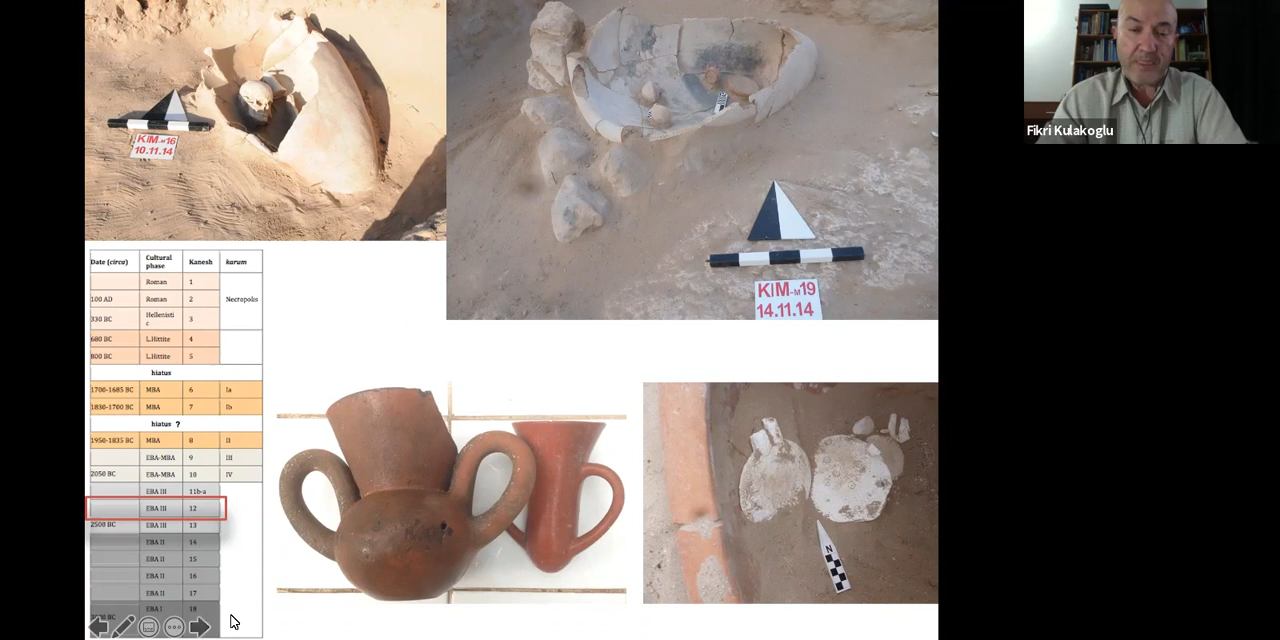 KIM-M16
10.11.14
KIM-M19
14.11.14
Fikri Kulakoglu
Date (circa) Cultural phase Kanesh karum
Roman 1
100 AD Roman 2 Necropolis
330 BC Hellenistic 3
680 BC L.Hittite 4
800 BC L.Hittite 5
hiatus
1700-1685 BC MBA 6 Ia
1830-1700 BC MBA 7 Ib
hiatus ?
1950-1835 BC MBA 8 II
EBA-MBA 9 III
2050 BC EBA-MBA 10 IV
EBA III 11b-a
EBA III 12
2500 BC EBA III 13
EBA II 14
EBA II 15
EBA II 16
EBA II 17
EBA I 18
BC
N